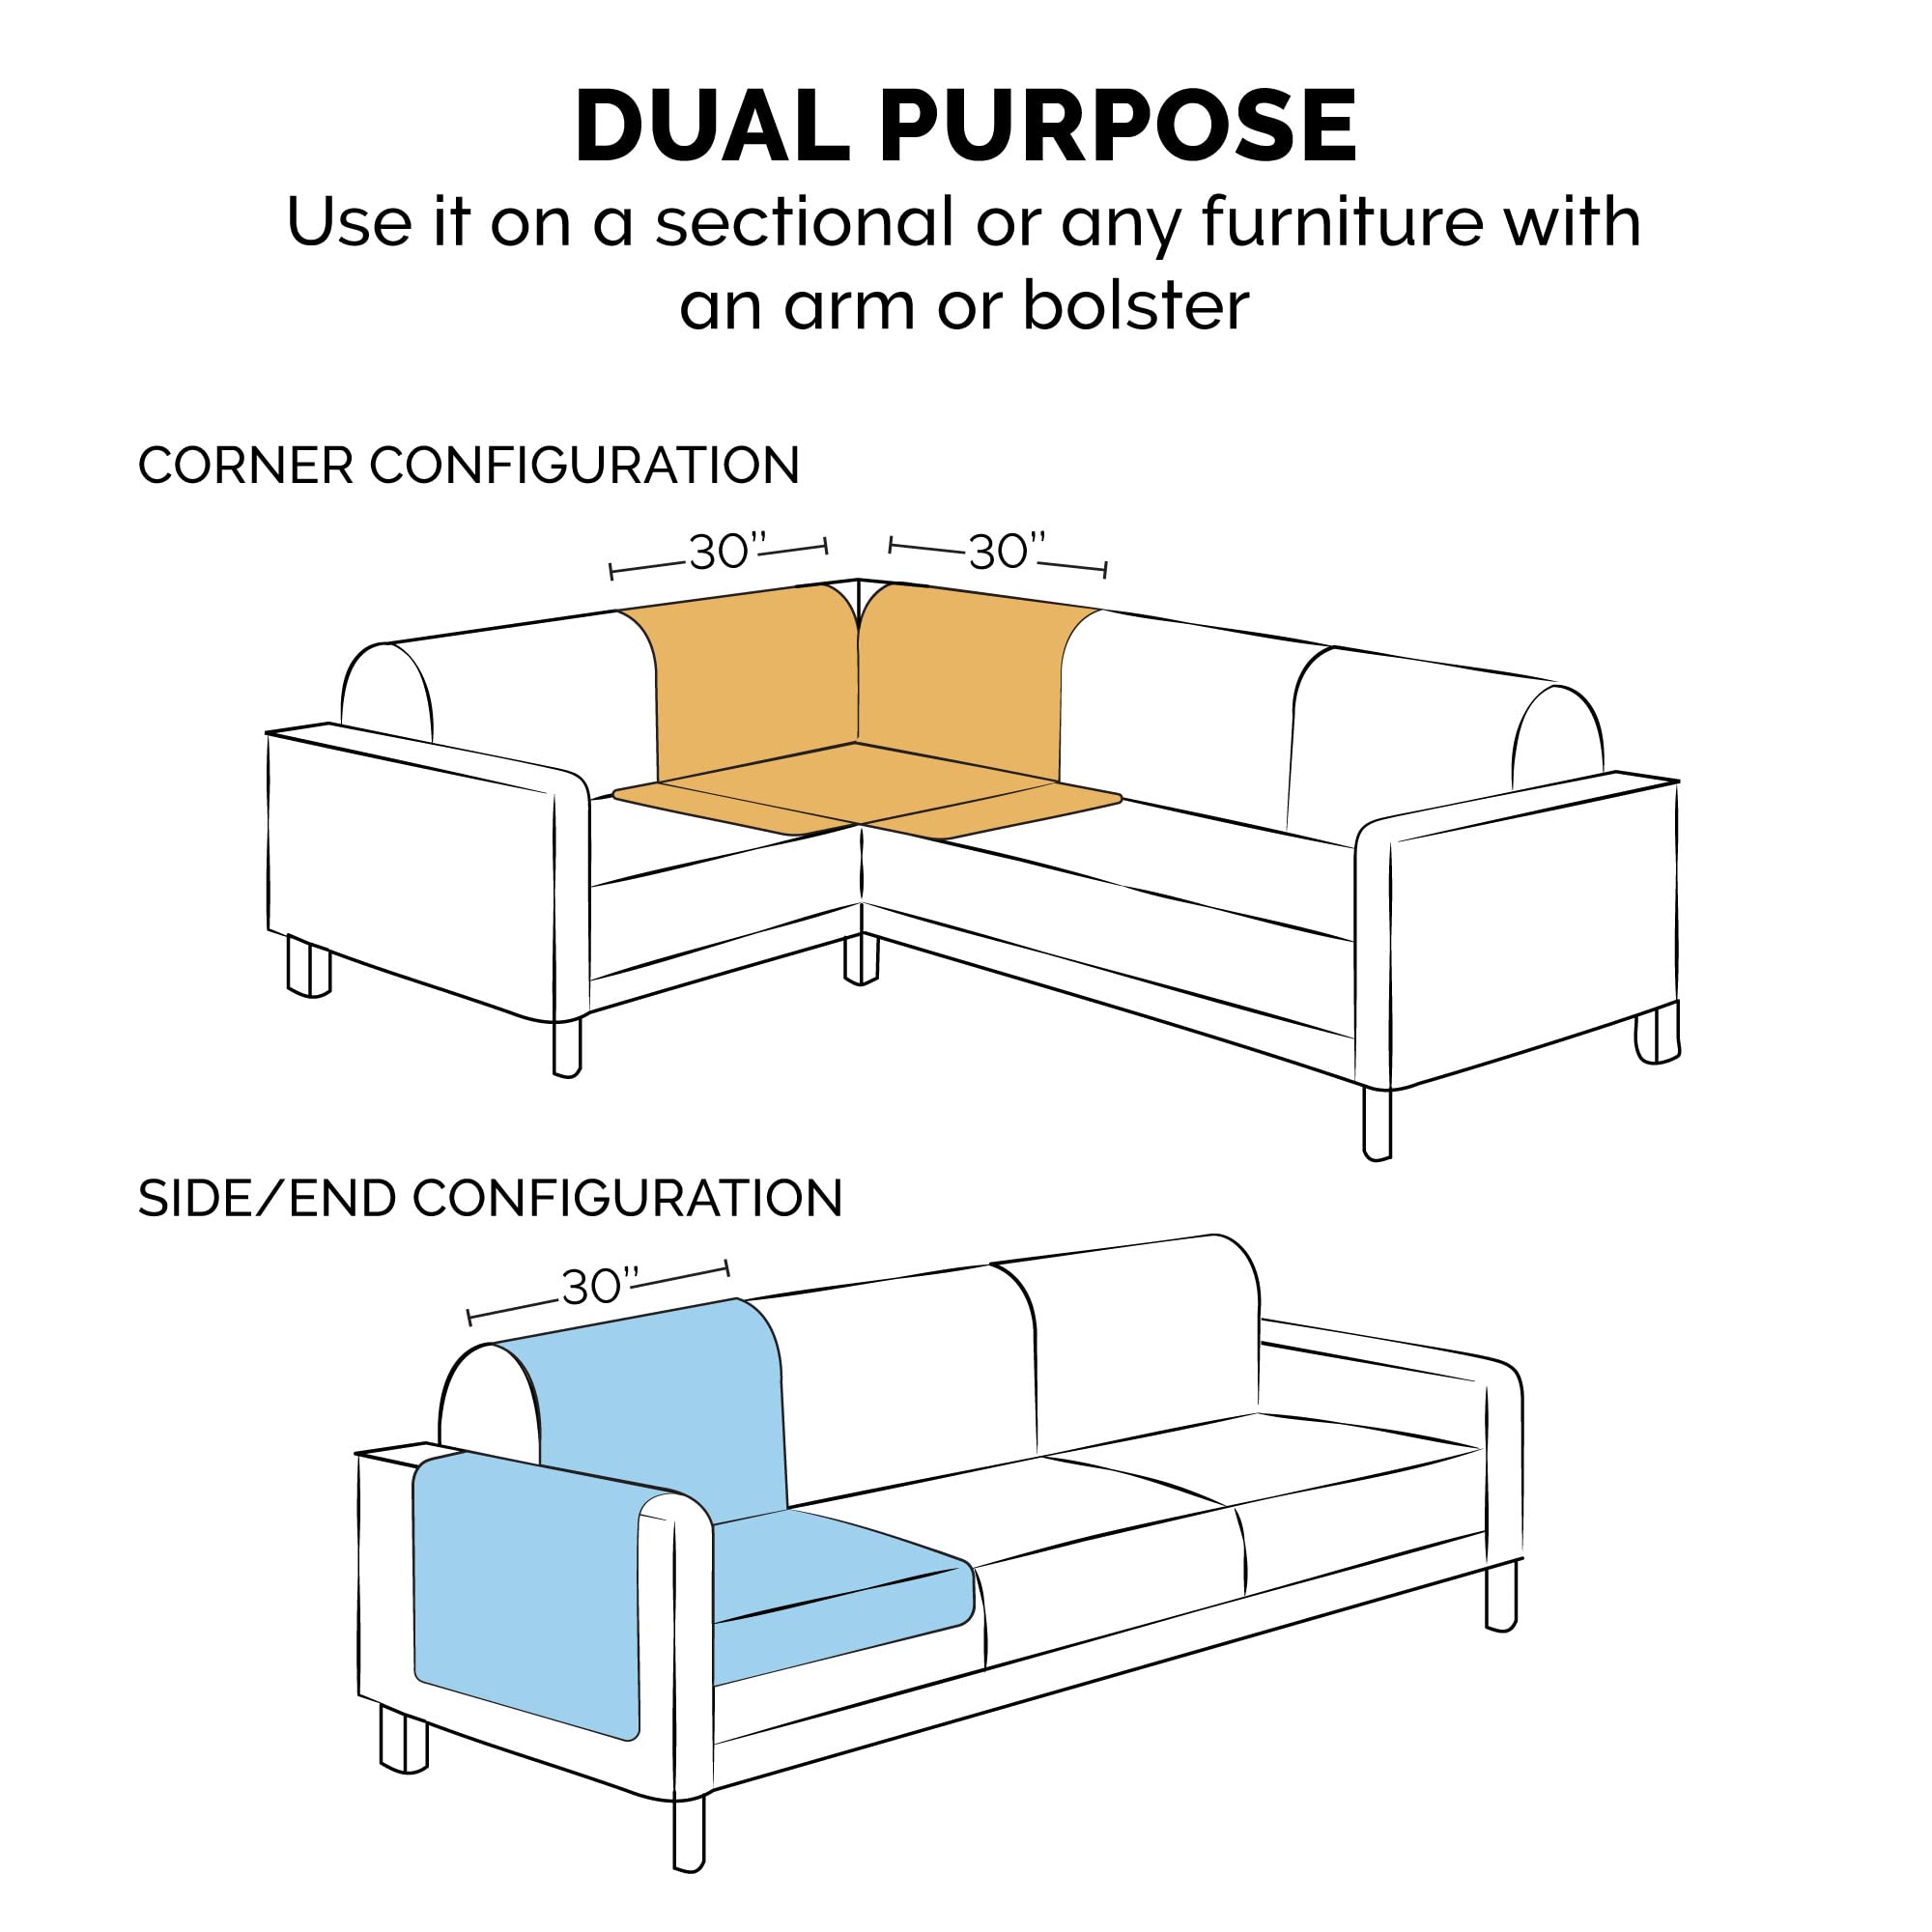 DUAL PURPOSE
Use it on a sectional or any furniture with
an arm or bolster
CORNER CONFIGURATION
30”
30”
SIDE/END CONFIGURATION
30”